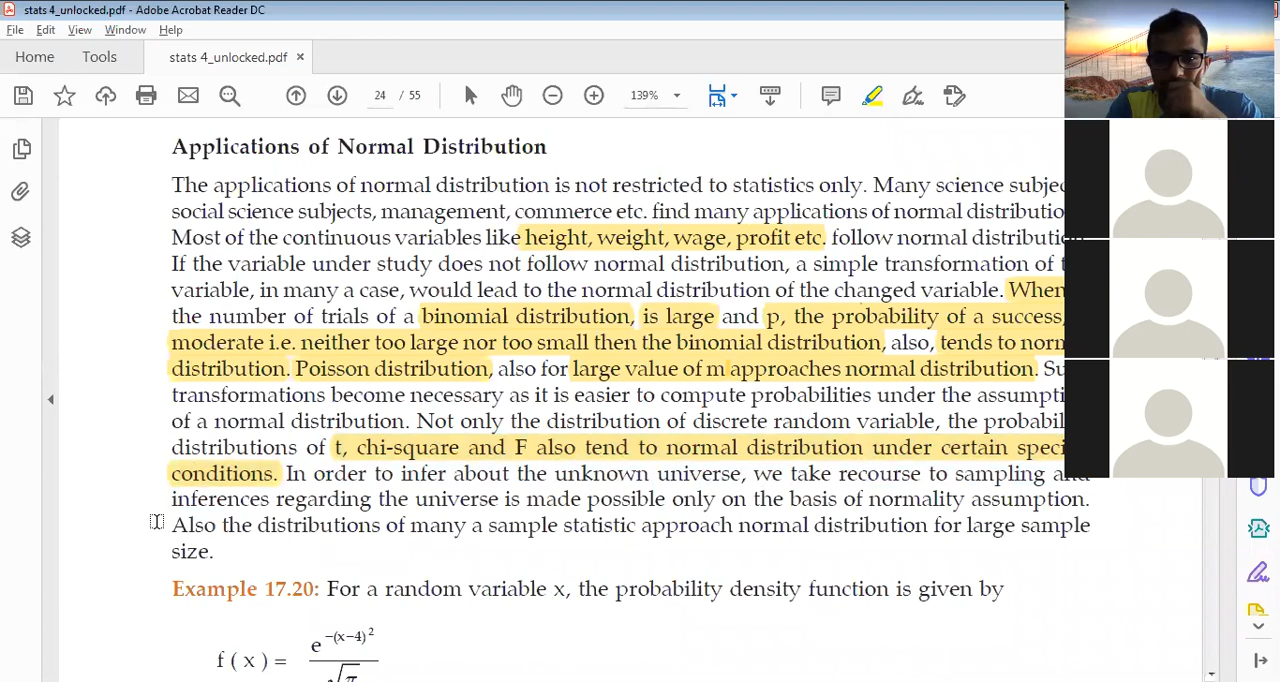 stats 4_unlocked.pdf - Adobe Acrobat Reader DC
File Edit View Window Help
Home Tools stats 4_unlocked.pdf ×
24 / 55 139%
Applications of Normal Distribution
The applications of normal distribution is not restricted to statistics only. Many science subjec
social science subjects, management, commerce etc. find many applications of normal distributio
Most of the continuous variables like height, weight, wage, profit etc. follow normal distribution.
If the variable under study does not follow normal distribution, a simple transformation of t
variable, in many a case, would lead to the normal distribution of the changed variable. When
the number of trials of a binomial distribution, is large and p, the probability of a success,
moderate i.e. neither too large nor too small then the binomial distribution, also, tends to norm
distribution. Poisson distribution, also for large value of m approaches normal distribution. Su
transformations become necessary as it is easier to compute probabilities under the assumpti
of a normal distribution. Not only the distribution of discrete random variable, the probabil
distributions of t, chi-square and F also tend to normal distribution under certain speci
conditions. In order to infer about the unknown universe, we take recourse to sampling and
inferences regarding the universe is made possible only on the basis of normality assumption.
Also the distributions of many a sample statistic approach normal distribution for large sample
size.
Example 17.20: For a random variable x, the probability density function is given by
f ( x ) = e^{-(x-4)^2} / √π